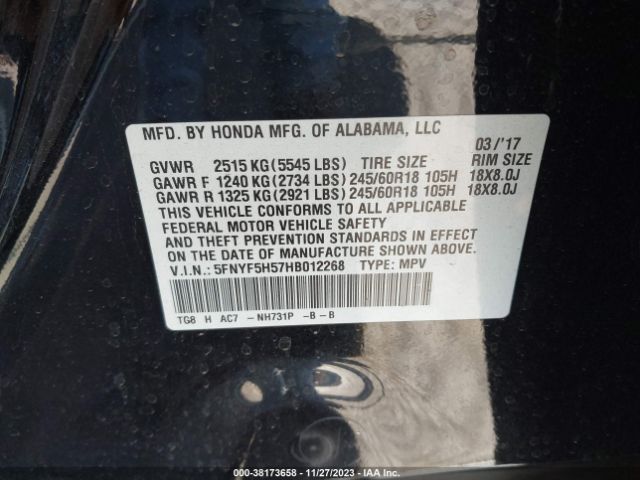 MFD. BY HONDA MFG. OF ALABAMA, LLC
03/'17
GVWR 2515 KG(5545 LBS) TIRE SIZE RIM SIZE
GAWR F 1240 KG(2734 LBS)245/60R18 105H 18X8.0J
GAWR R 1325 KG(2921 LBS)245/60R18 105H 18X8.0J
THIS VEHICLE CONFORMS TO ALL APPLICABLE
FEDERAL MOTOR VEHICLE SAFETY
AND THEFT PREVENTION STANDARDS IN EFFECT
ON THE DATE OF MANUFACTURE SHOWN ABOVE.
V.I.N.: 5FNYF5H57HB012268 TYPE: MPV
TG8 H AC7 -NH731P -B-B
000-38173658 - 11/27/2023 - IAA Inc.